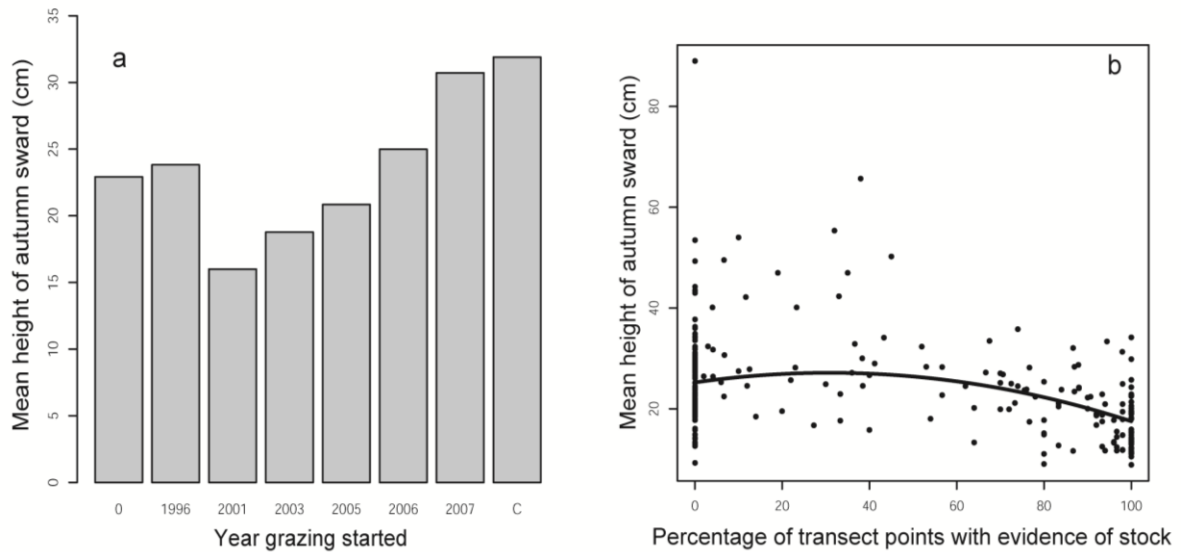 a
Mean height of autumn sward (cm)
35
30
25
20
15
10
5
0
0 1996 2001 2003 2005 2006 2007 C
Year grazing started
b
Mean height of autumn sward (cm)
80
60
40
20
0 20 40 60 80 100
Percentage of transect points with evidence of stock